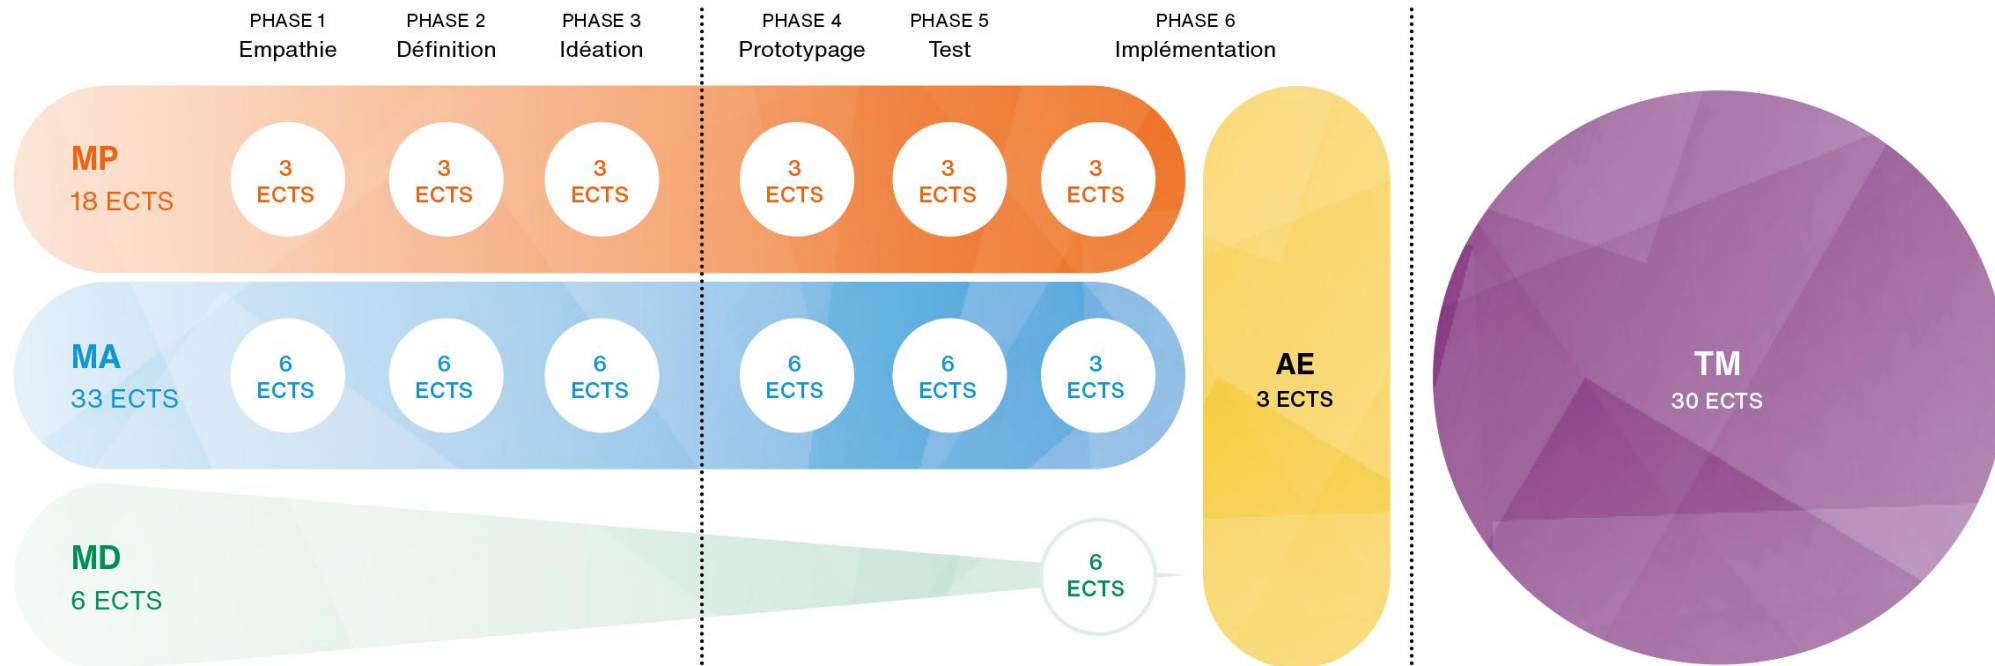 PHASE 1
Empathie
PHASE 2
Définition
PHASE 3
Idéation
PHASE 4
Prototypage
PHASE 5
Test
PHASE 6
Implémentation
MP
18 ECTS
3
ECTS
3
ECTS
3
ECTS
3
ECTS
3
ECTS
3
ECTS
MA
33 ECTS
6
ECTS
6
ECTS
6
ECTS
6
ECTS
6
ECTS
3
ECTS
MD
6 ECTS
6
ECTS
AE
3 ECTS
TM
30 ECTS